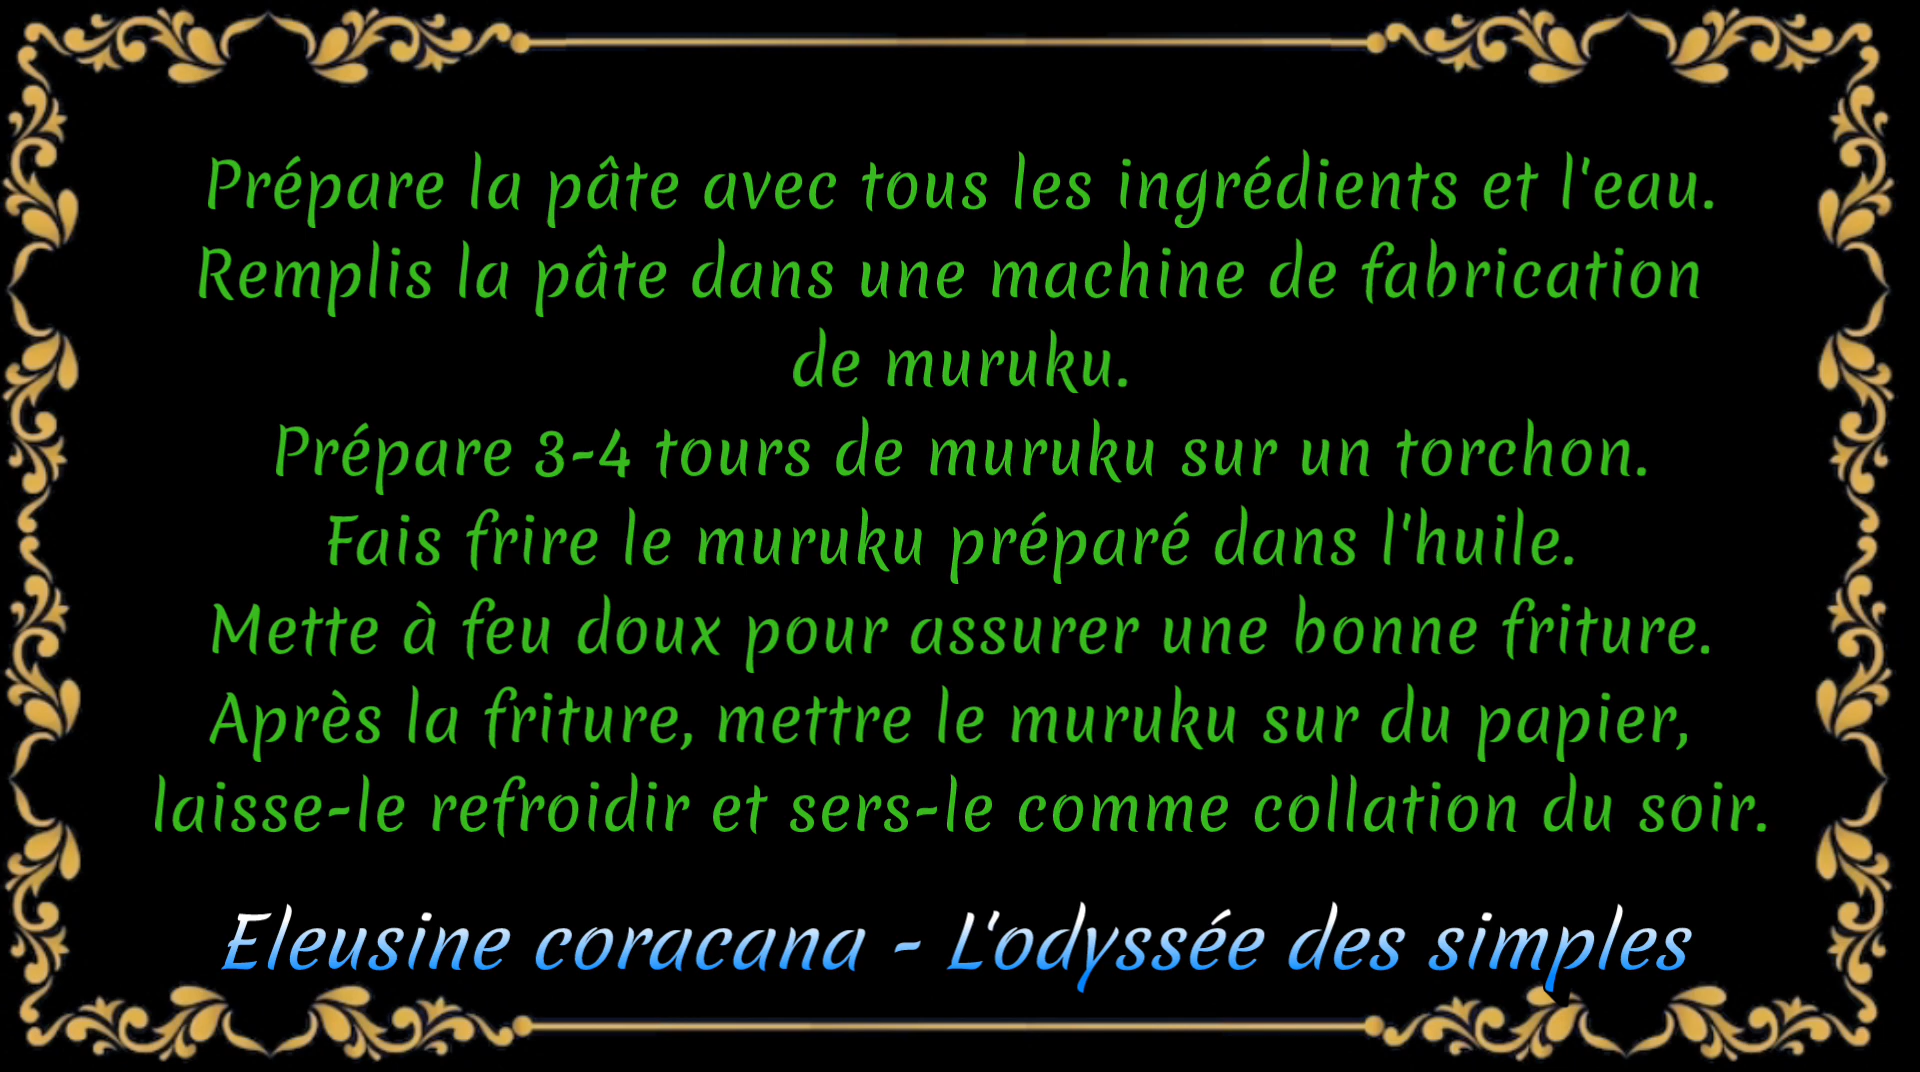 Prépare la pâte avec tous les ingrédients et l'eau.
Remplis la pâte dans une machine de fabrication
de muruku.
Prépare 3-4 tours de muruku sur un torchon.
Fais frire le muruku préparé dans l'huile.
Mette à feu doux pour assurer une bonne friture.
Après la friture, mettre le muruku sur du papier,
laisse-le refroidir et sers-le comme collation du soir.
Eleusine coracana - L'odyssée des simples